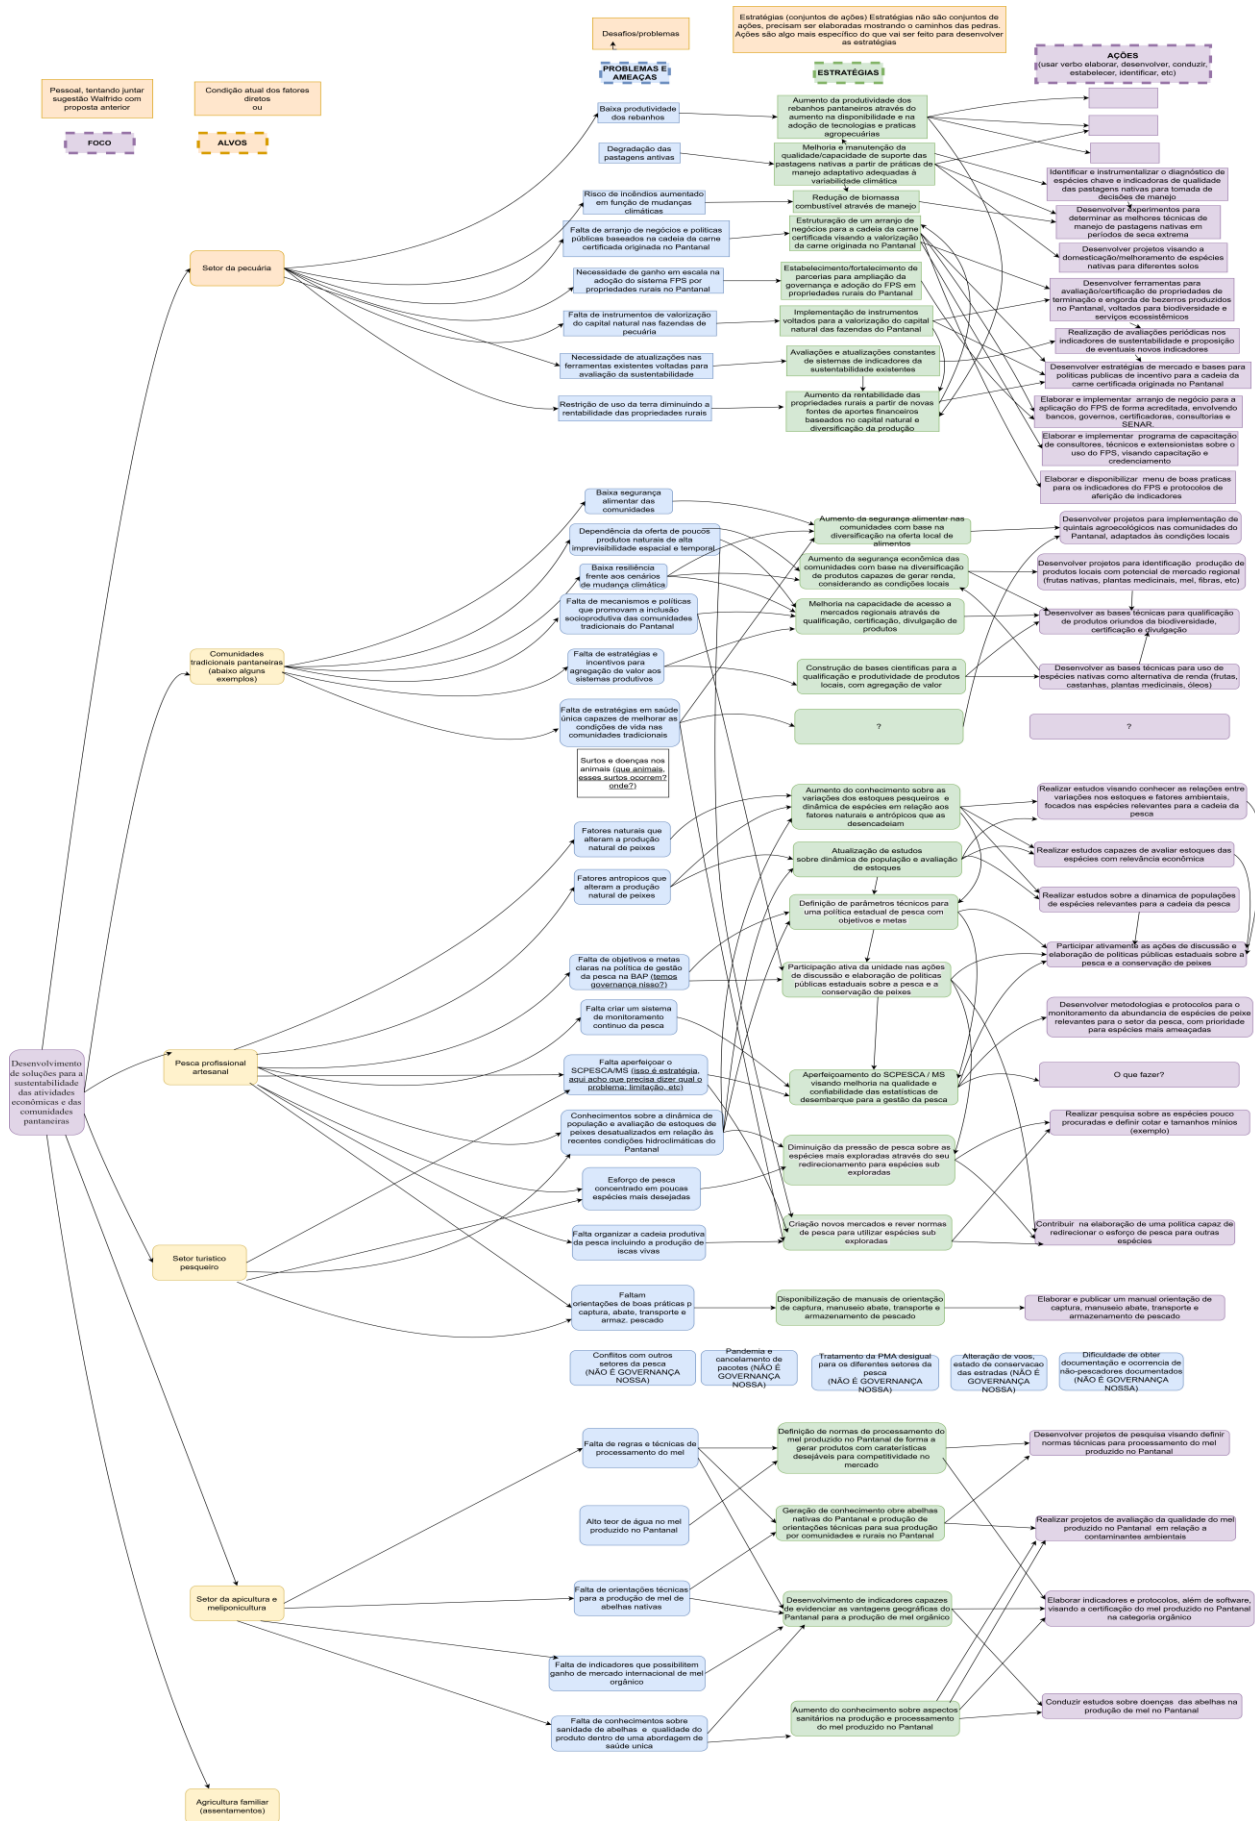 Desafios/problemas
Estratégias (conjuntos de ações) Estratégias não são conjuntos de
ações, precisam ser elaboradas mostrando o caminho das pedras.
Ações são algo mais específico do que vai ser feito para desenvolver
as estratégias
Pessoal, tentando juntar
sugestão Walfrido com
proposta anterior
Condição atual dos fatores
diretos
ou
PROBLEMAS E
AMEAÇAS
ESTRATÉGIAS
AÇÕES
(usar verbo elaborar, desenvolver, conduzir,
estabelecer, identificar, etc)
FOCO
ALVOS
Desenvolvimento
de soluções para a
sustentabilidade
das atividades
econômicas e das
comunidades
pantaneiras
Setor da pecuária
Baixa produtividade
dos rebanhos
Degradação das
pastagens antivas
Risco de incêndios aumentado
em função de mudanças
climáticas
Falta de arranjo de negócios e politicas
públicas baseados na cadeia da carne
certificada originada no Pantanal
Necessidade de ganho em escala na
adoção do sistema FPS por
propriedades rurais no Pantanal
Falta de instrumentos de valorização
do capital natural nas fazendas de
pecuária
Necessidade de atualizações nas
ferramentas existentes voltadas para
avaliação da sustentabilidade
Restrição de uso da terra diminuindo a
rentabilidade das propriedades rurais
Aumento da produtividade dos
rebanhos pantaneiros através do
aumento na disponibilidade e na
adoção de tecnologias e praticas
agropecuárias
Melhoria e manutenção da
qualidade/capacidade de suporte das
pastagens nativas a partir de práticas de
manejo adaptativo adequadas à
variabilidade climática
Redução de biomassa
combustível através de manejo
Estruturação de um arranjo de
negócios para a cadeia da carne
certificada visando a valorização
da carne originada no Pantanal
Estabelecimento/fortalecimento de
parcerias para ampliação da
governança e adoção do FPS em
propriedades rurais do Pantanal
Implementação de instrumentos
voltados para a valorização do capital
natural das fazendas do Pantanal
Avaliações e atualizações constantes
de sistemas de indicadores da
sustentabilidade existentes
Aumento da rentabilidade das
propriedades rurais a partir de novas
fontes de aportes financeiros
baseados no capital natural e
diversificação da produção
Identificar e instrumentalizar o diagnóstico de
espécies chave e indicadoras de qualidade
das pastagens nativas para tomada de
decisões de manejo
Desenvolver experimentos para
determinar as melhores técnicas de
manejo de pastagens nativas em
períodos de seca extrema
Desenvolver projetos visando a
domesticação/melhoramento de espécies
nativas para diferentes solos
Desenvolver ferramentas para
avaliação/certificação de propriedades de
terminação e engorda de bezerros produzidos
no Pantanal, voltados para biodiversidade e
serviços ecossistêmicos
Realização de avaliações periódicas nos
indicadores de sustentabilidade e proposição
de eventuais novos indicadores
Desenvolver estratégias de mercado e bases para
politicas publicas de incentivo para a cadeia da
carne certificada originada no Pantanal
Elaborar e implementar arranjo de negócio para a
aplicação do FPS de forma acreditada, envolvendo
bancos, governos, certificadoras, consultorias e
SENAR.
Elaborar e implementar programa de capacitação
de consultores, técnicos e extensionistas sobre o
uso do FPS, visando capacitação e
credenciamento
Elaborar e disponibilizar menu de boas praticas
para os indicadores do FPS e protocolos de
aferição de indicadores
Comunidades
tradicionais pantaneiras
(abaixo alguns
exemplos)
Baixa segurança
alimentar das
comunidades
Dependência da oferta de poucos
produtos naturais de alta
imprevisibilidade espacial e temporal
Baixa resiliência
frente aos cenários
de mudança climática
Falta de mecanismos e políticas
que promovam a inclusão
socioprodutiva das comunidades
tradicionais do Pantanal
Falta de estratégias e
incentivos para
agregação de valor aos
sistemas produtivos
Falta de estratégias em saúde
única capazes de melhorar as
condições de vida nas
comunidades tradicionais
Surtos e doenças nos
animais (que animais,
esses surtos ocorrem?
onde?)
Aumento da segurança alimentar nas
comunidades com base na
diversificação na oferta local de
alimentos
Aumento da segurança econômica das
comunidades com base na diversificação
de produtos capazes de gerar renda,
considerando as condições locais
Melhoria na capacidade de acesso a
mercados regionais através de
qualificação, certificação, divulgação de
produtos
Construção de bases cientificas para a
qualificação e produtividade de produtos
locais, com agregação de valor
?
Desenvolver projetos para implementação de
quintais agroecológicos nas comunidades do
Pantanal, adaptados às condições locais
Desenvolver projetos para identificação produção de
produtos locais com potencial de mercado regional
(frutas nativas, plantas medicinais, mel, fibras, etc)
Desenvolver as bases técnicas para qualificação
de produtos oriundos da biodiversidade,
certificação e divulgação
Desenvolver as bases técnicas para uso de
espécies nativas como alternativa de renda (frutas,
castanhas, plantas medicinais, óleos)
?
Pesca profissional
artesanal
Setor turistico
pesqueiro
Fatores naturais que
alteram a produção
natural de peixes
Fatores antropicos que
alteram a produção
natural de peixes
Falta de objetivos e metas
claras na política de gestão
da pesca na BAP (temos
governança nisso?)
Falta criar um sistema
de monitoramento
continuo da pesca
Falta aperfeiçoar o
SCPESCA/MS (isso é estratégia,
aqui acho que precisa dizer qual o
problema: limitação, etc)
Conhecimentos sobre a dinâmica de
população e avaliação de estoques de
peixes desatualizados em relação às
recentes condições hidroclimáticas do
Pantanal
Esforço de pesca
concentrado em poucas
espécies mais desejadas
Falta organizar a cadeia produtiva
da pesca incluindo a produção de
iscas vivas
Faltam
orientações de boas práticas p
captura, abate, transporte e
armaz. pescado
Aumento do conhecimento sobre as
variações dos estoques pesqueiros e
dinâmica de espécies em relação aos
fatores naturais e antrópicos que as
desencadeiam
Atualização de estudos
sobre dinâmica de população e avaliação
de estoques
Definição de parâmetros técnicos para
uma política estadual de pesca com
objetivos e metas
Participação ativa da unidade nas ações
de discussão e elaboração de políticas
públicas estaduais sobre a pesca e a
conservação de peixes
Aperfeiçoamento do SCPESCA / MS
visando melhoria na qualidade e
confiabilidade das estatísticas de
desembarque para a gestão da pesca
Diminuição da pressão de pesca sobre as
espécies mais exploradas através do seu
redirecionamento para espécies sub
exploradas
Criação novos mercados e rever normas
de pesca para utilizar espécies sub
exploradas
Disponibilização de manuais de orientação
de captura, manuseio abate, transporte e
armazenamento de pescado
Realizar estudos visando conhecer as relações entre
variações nos estoques e fatores ambientais,
focados nas espécies relevantes para a cadeia da
pesca
Realizar estudos capazes de avaliar estoques das
espécies com relevância econômica
Realizar estudos sobre a dinamica de populações
de espécies relevantes para a cadeia da pesca
Participar ativamente as ações de discussão e
elaboração de políticas públicas estaduais sobre a
pesca e a conservação de peixes
Desenvolver metodologias e protocolos para o
monitoramento da abundancia de espécies de peixe
relevantes para o setor da pesca, com prioridade
para espécies mais ameaçadas
O que fazer?
Realizar pesquisa sobre as espécies pouco
procuradas e definir cotar e tamanhos mínios
(exemplo)
Contribuir na elaboração de uma política capaz de
redirecionar o esforço de pesca para outras
espécies
Elaborar e publicar um manual orientação de
captura, manuseio abate, transporte e
armazenamento de pescado
Conflitos com outros
setores da pesca
(NÃO É GOVERNANÇA
NOSSA)
Pandemia e
cancelamento de
pacotes (NÃO É
GOVERNANÇA
NOSSA)
Tratamento da PMA desigual
para os diferentes setores da
pesca
(NÃO É GOVERNANÇA
NOSSA)
Alteração de voos,
estado de conservacao
das estradas (NÃO É
GOVERNANÇA
NOSSA)
Dificuldade de obter
documentação e ocorrencia de
não-pescadores documentados
(NÃO É GOVERNANÇA
NOSSA)
Setor da apicultura e
meliponicultura
Falta de regras e técnicas de
processamento do mel
Alto teor de água no mel
produzido no Pantanal
Falta de orientações técnicas
para a produção de mel de
abelhas nativas
Falta de indicadores que possibilitem
ganho de mercado internacional de mel
orgânico
Falta de conhecimentos sobre
sanidade de abelhas e qualidade do
produto dentro de uma abordagem de
saúde unica
Definição de normas de processamento do
mel produzido no Pantanal de forma a
gerar produtos com caraterísticas
desejáveis para competitividade no
mercado
Geração de conhecimento obre abelhas
nativas do Pantanal e produção de
orientações técnicas para sua produção
por comunidades e rurais no Pantanal
Desenvolvimento de indicadores capazes
de evidenciar as vantagens geográficas do
Pantanal para a produção de mel orgânico
Aumento do conhecimento sobre aspectos
sanitários na produção e processamento
do mel produzido no Pantanal
Desenvolver projetos de pesquisa visando definir
normas técnicas para processamento do mel
produzido no Pantanal
Realizar projetos de avaliação da qualidade do mel
produzido no Pantanal em relação a
contaminantes ambientais
Elaborar indicadores e protocolos, além de software,
visando a certificação do mel produzido no Pantanal
na categoria orgânico
Conduzir estudos sobre doenças das abelhas na
produção de mel no Pantanal
Agricultura familiar
(assentamentos)